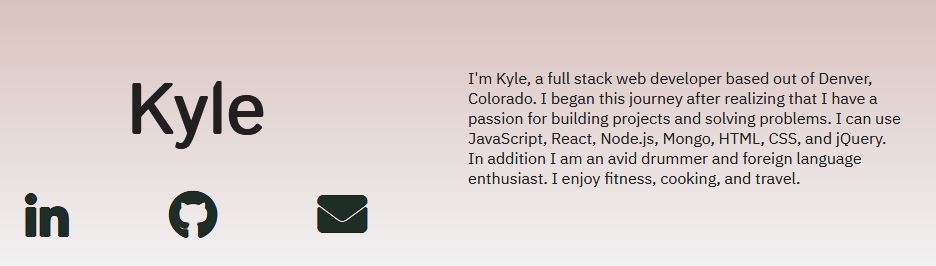 Kyle
in
I'm Kyle, a full stack web developer based out of Denver,
Colorado. I began this journey after realizing that I have a
passion for building projects and solving problems. I can use
JavaScript, React, Node.js, Mongo, HTML, CSS, and jQuery.
In addition I am an avid drummer and foreign language
enthusiast. I enjoy fitness, cooking, and travel.